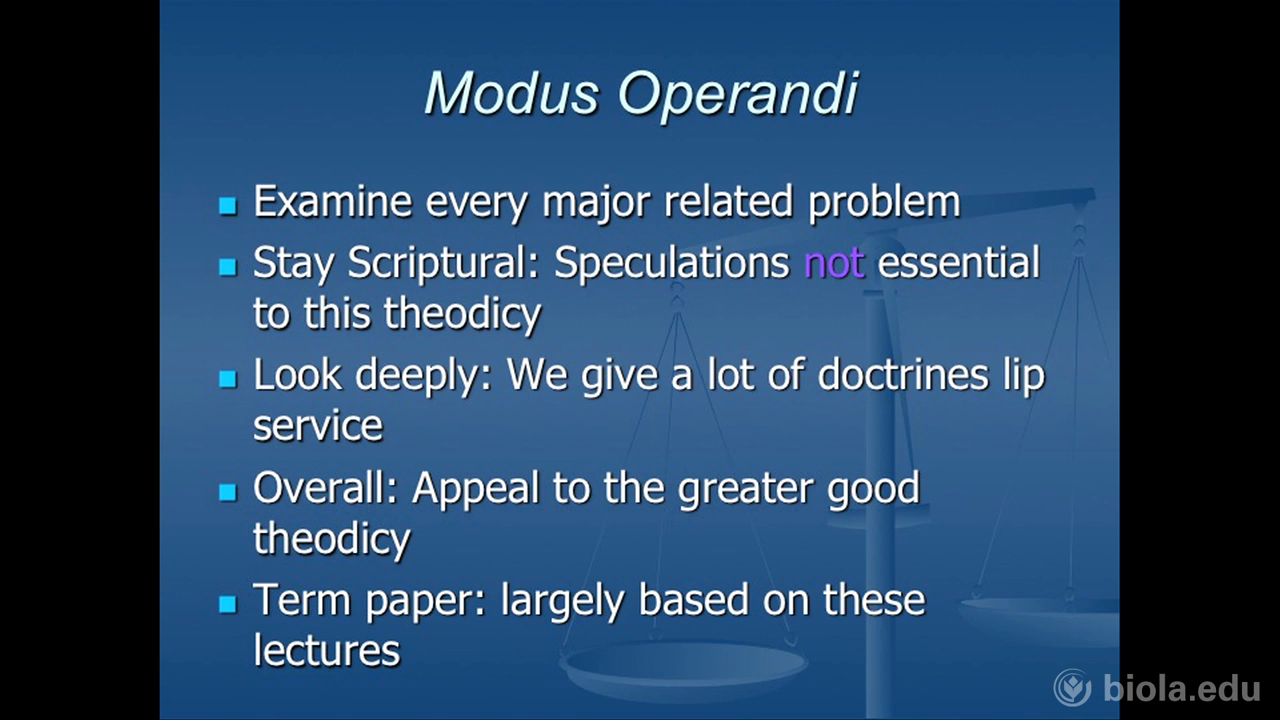 Modus Operandi
Examine every major related problem
Stay Scriptural: Speculations not essential
to this theodicy
Look deeply: We give a lot of doctrines lip
service
Overall: Appeal to the greater good
theodicy
Term paper: largely based on these
lectures
biola.edu